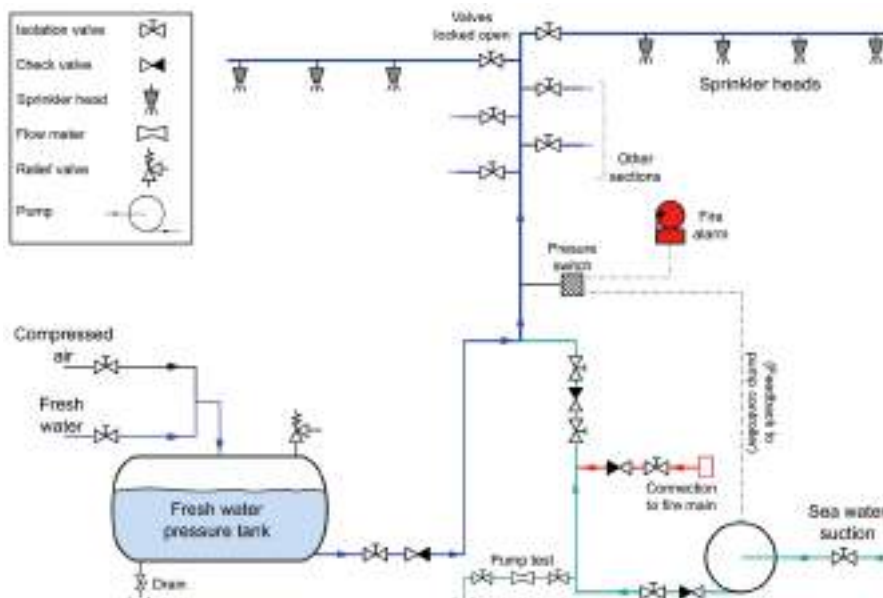 Isolation valve
Check valve
Sprinkler head
Flow meter
Relief valve
Pump
Valves
locked open
Sprinkler heads
Other
sections
Fire
alarm
Presure
switch
(Feedback to
pump controller)
Compressed
air
Fresh
water
Fresh water
pressure tank
Connection
to fire main
Sea water
suction
Pump test
Drain